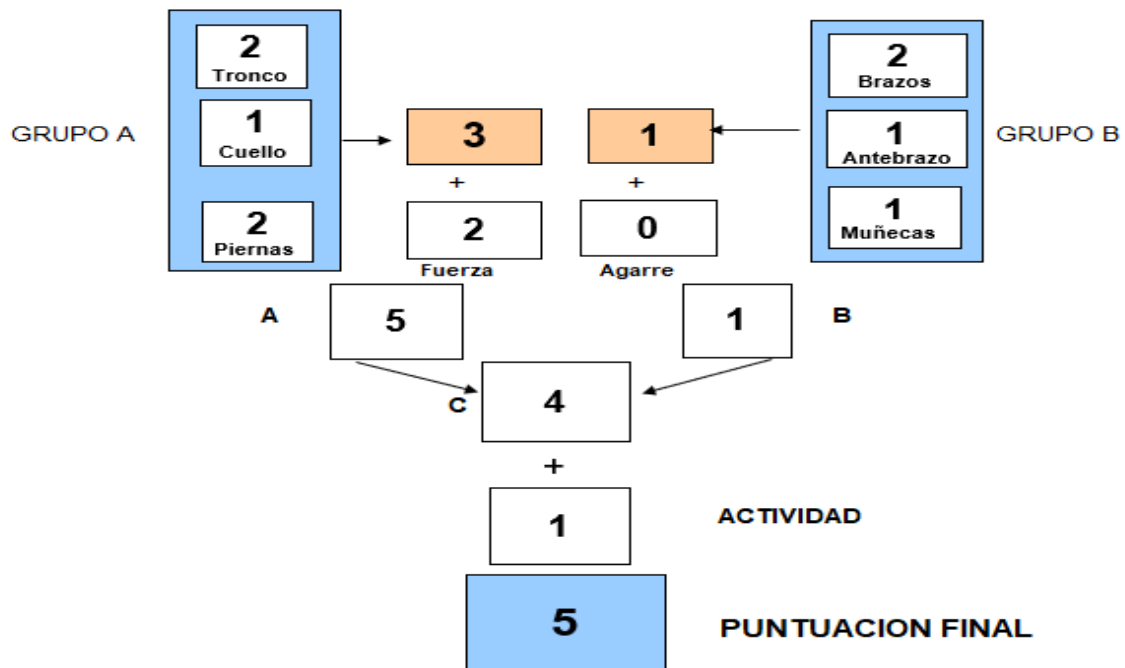 GRUPO A
2
Tronco
1
Cuello
2
Piernas
3
+
2
Fuerza
1
+
0
Agarre
2
Brazos
1
Antebrazo
1
Muñecas
GRUPO B
A
5
1
B
C
4
+
1
ACTIVIDAD
5
PUNTUACION FINAL